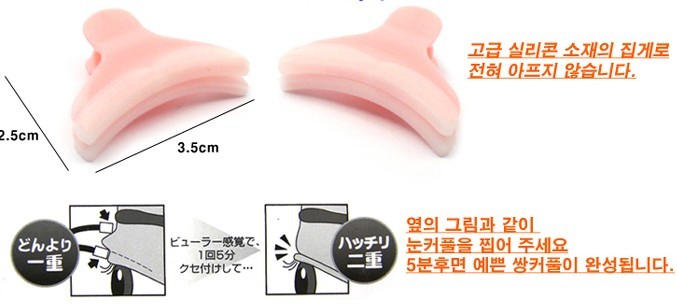 고급 실리콘 소재의 집게로
전혀 아프지 않습니다.
2.5cm
3.5cm
どんより
一重
ビューラー感覚で、
1回5分
クセ付けして…
ハッチリ
二重
옆의 그림과 같이
눈커풀을 찝어 주세요
5분후면 예쁜 쌍커풀이 완성됩니다.